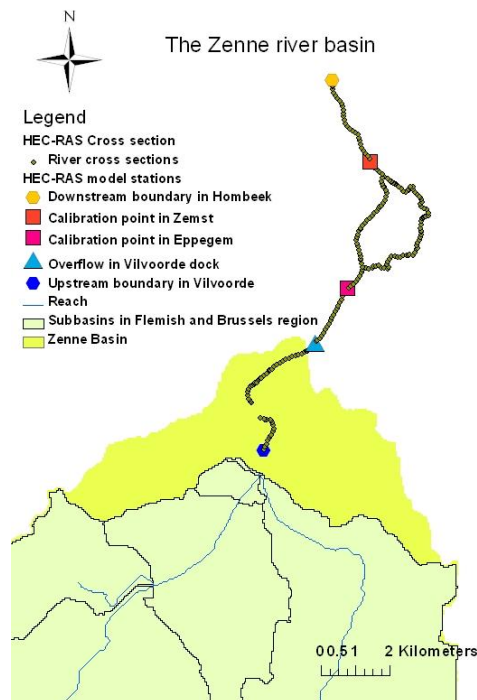 N
The Zenne river basin
Legend
HEC-RAS Cross section
River cross sections
HEC-RAS model stations
Downstream boundary in Hombeek
Calibration point in Zemst
Calibration point in Eppegem
Overflow in Vilvoorde dock
Upstream boundary in Vilvoorde
Reach
Subbasins in Flemish and Brussels region
Zenne Basin
0 0.5 1 2 Kilometers